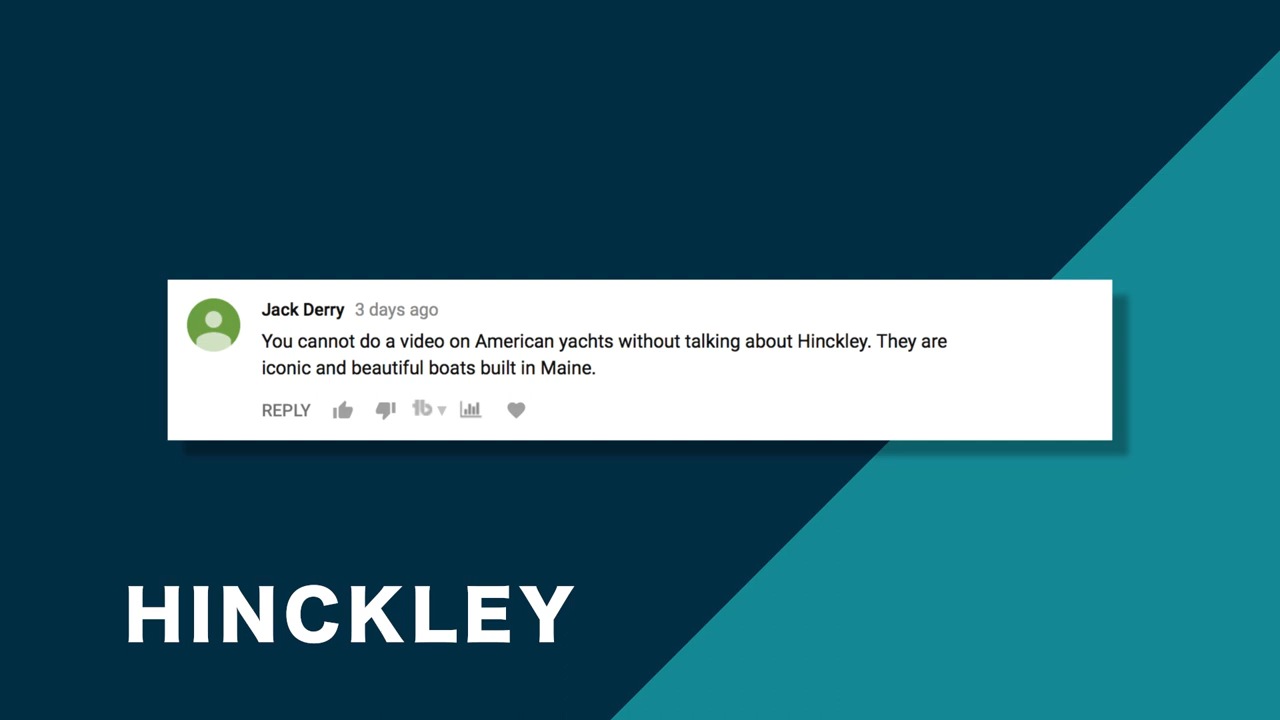 Jack Derry 3 days ago
You cannot do a video on American yachts without talking about Hinckley. They are
iconic and beautiful boats built in Maine.
REPLY
HINCKLEY